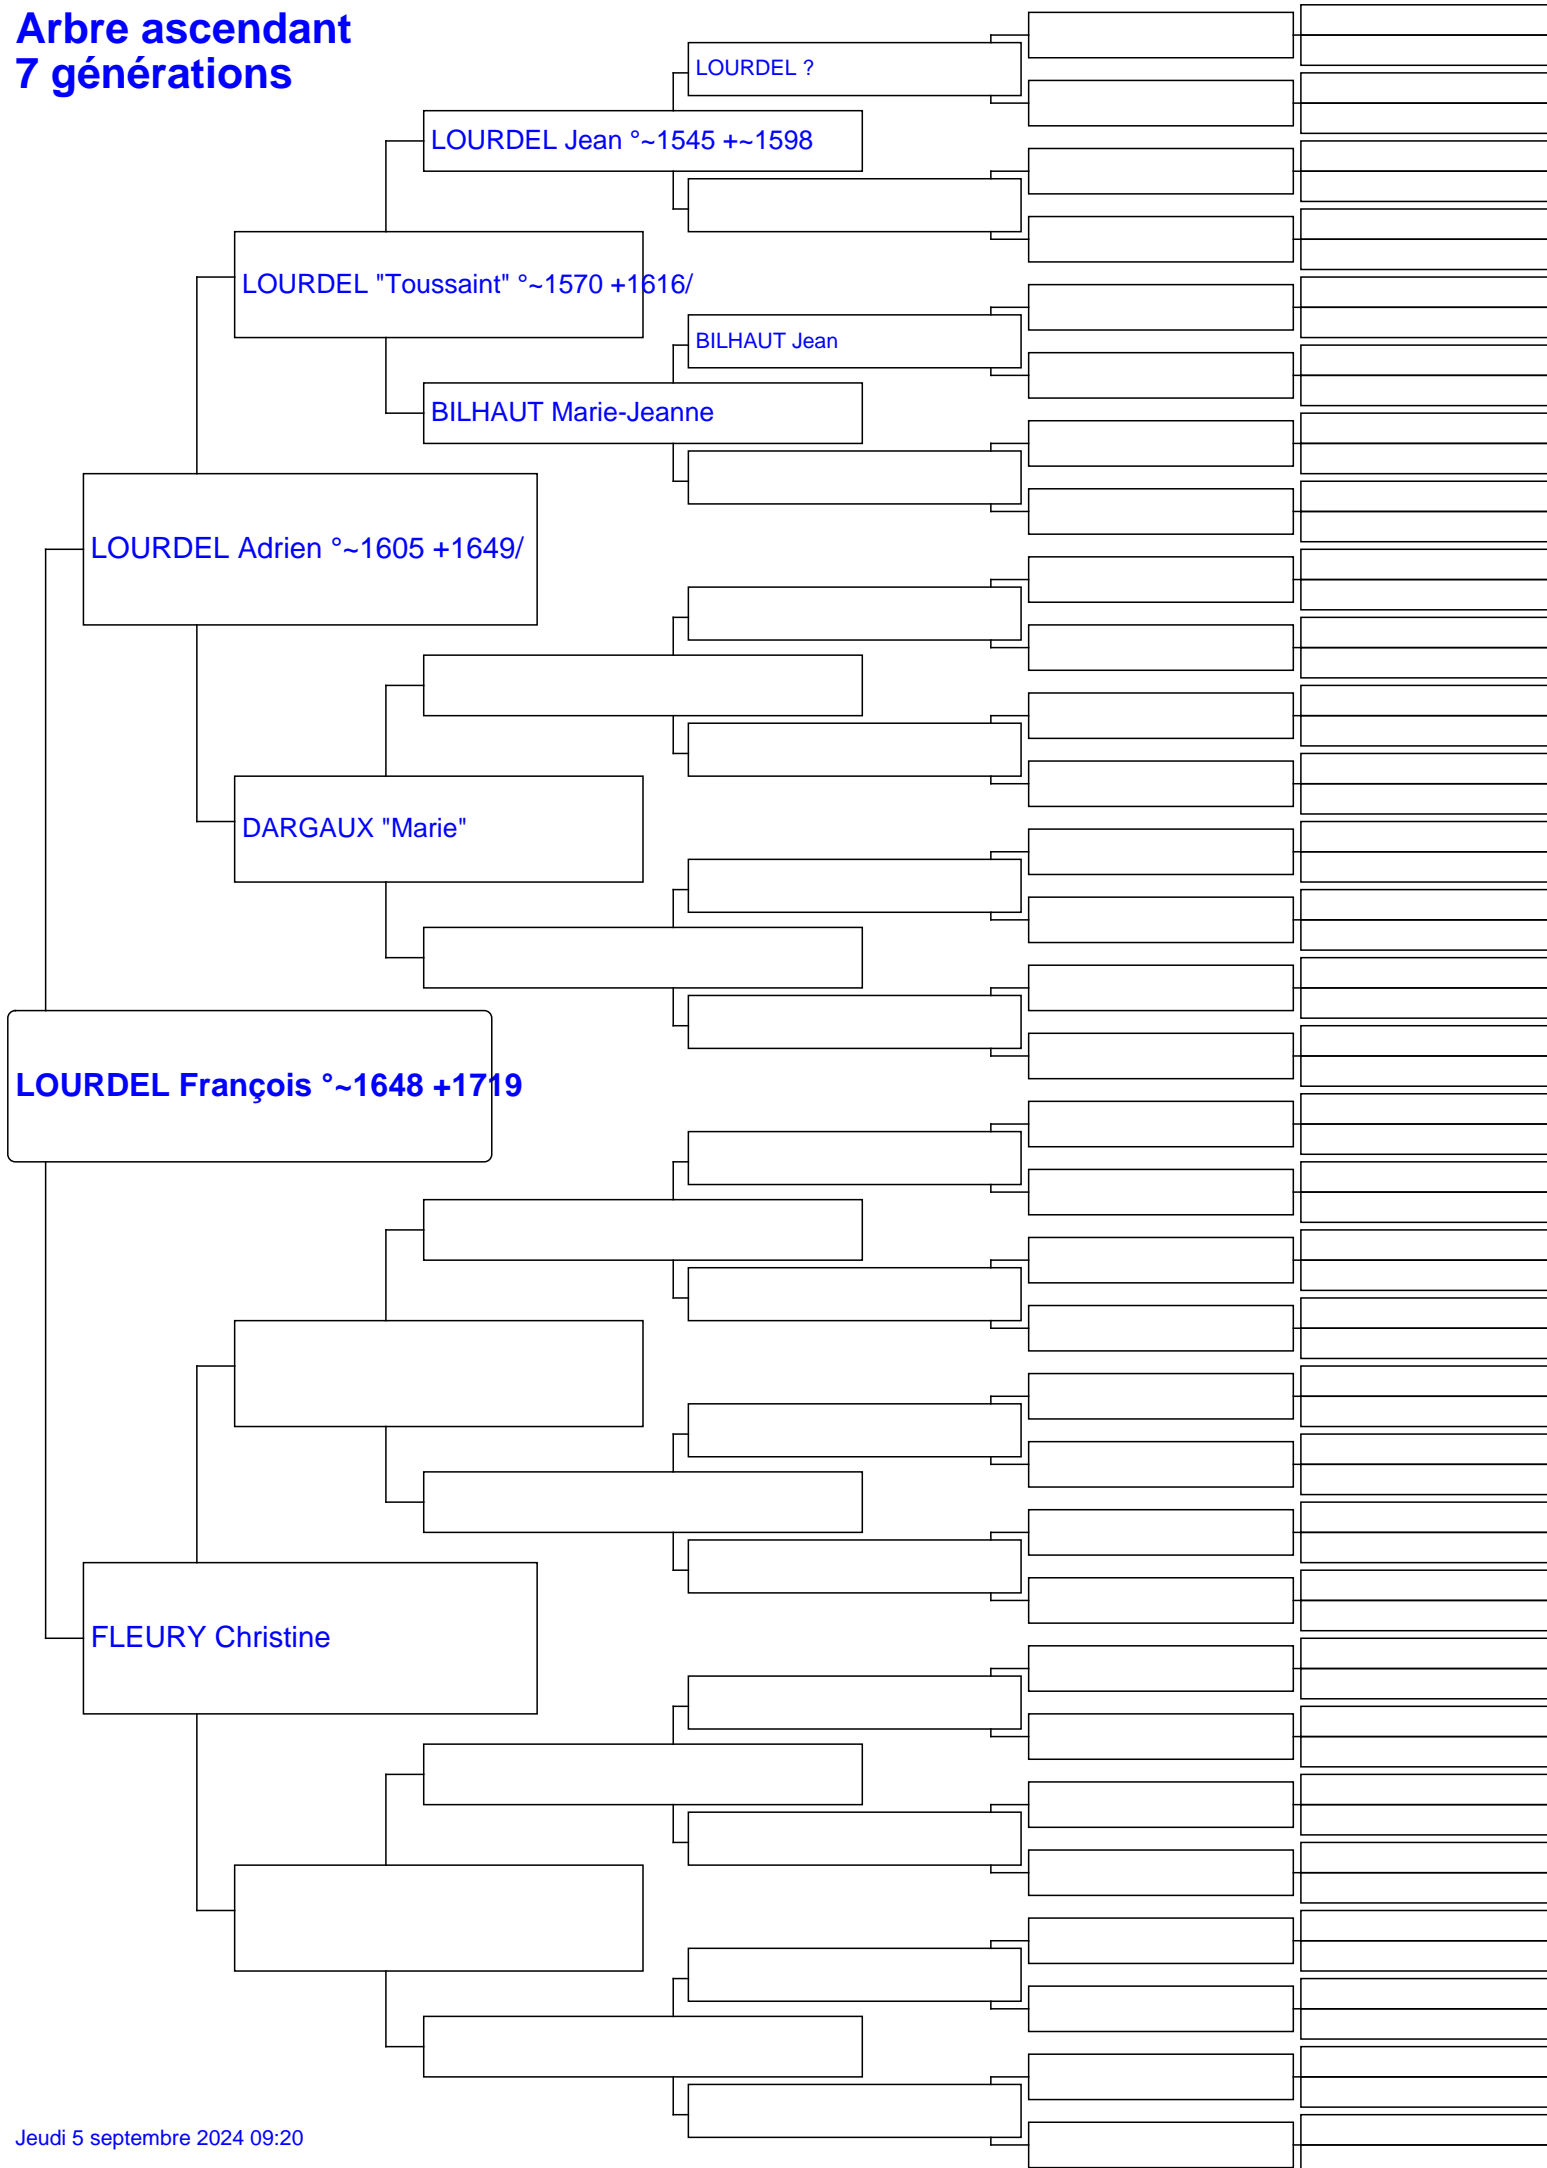 Arbre ascendant
7 générations
LOURDEL ?
LOURDEL Jean °~1545 +~1598
LOURDEL "Toussaint" °~1570 +1616/
BILHAUT Jean
BILHAUT Marie-Jeanne
LOURDEL Adrien °~1605 +1649/
DARGAUX "Marie"
LOURDEL François °~1648 +1719
FLEURY Christine
Jeudi 5 septembre 2024 09:20